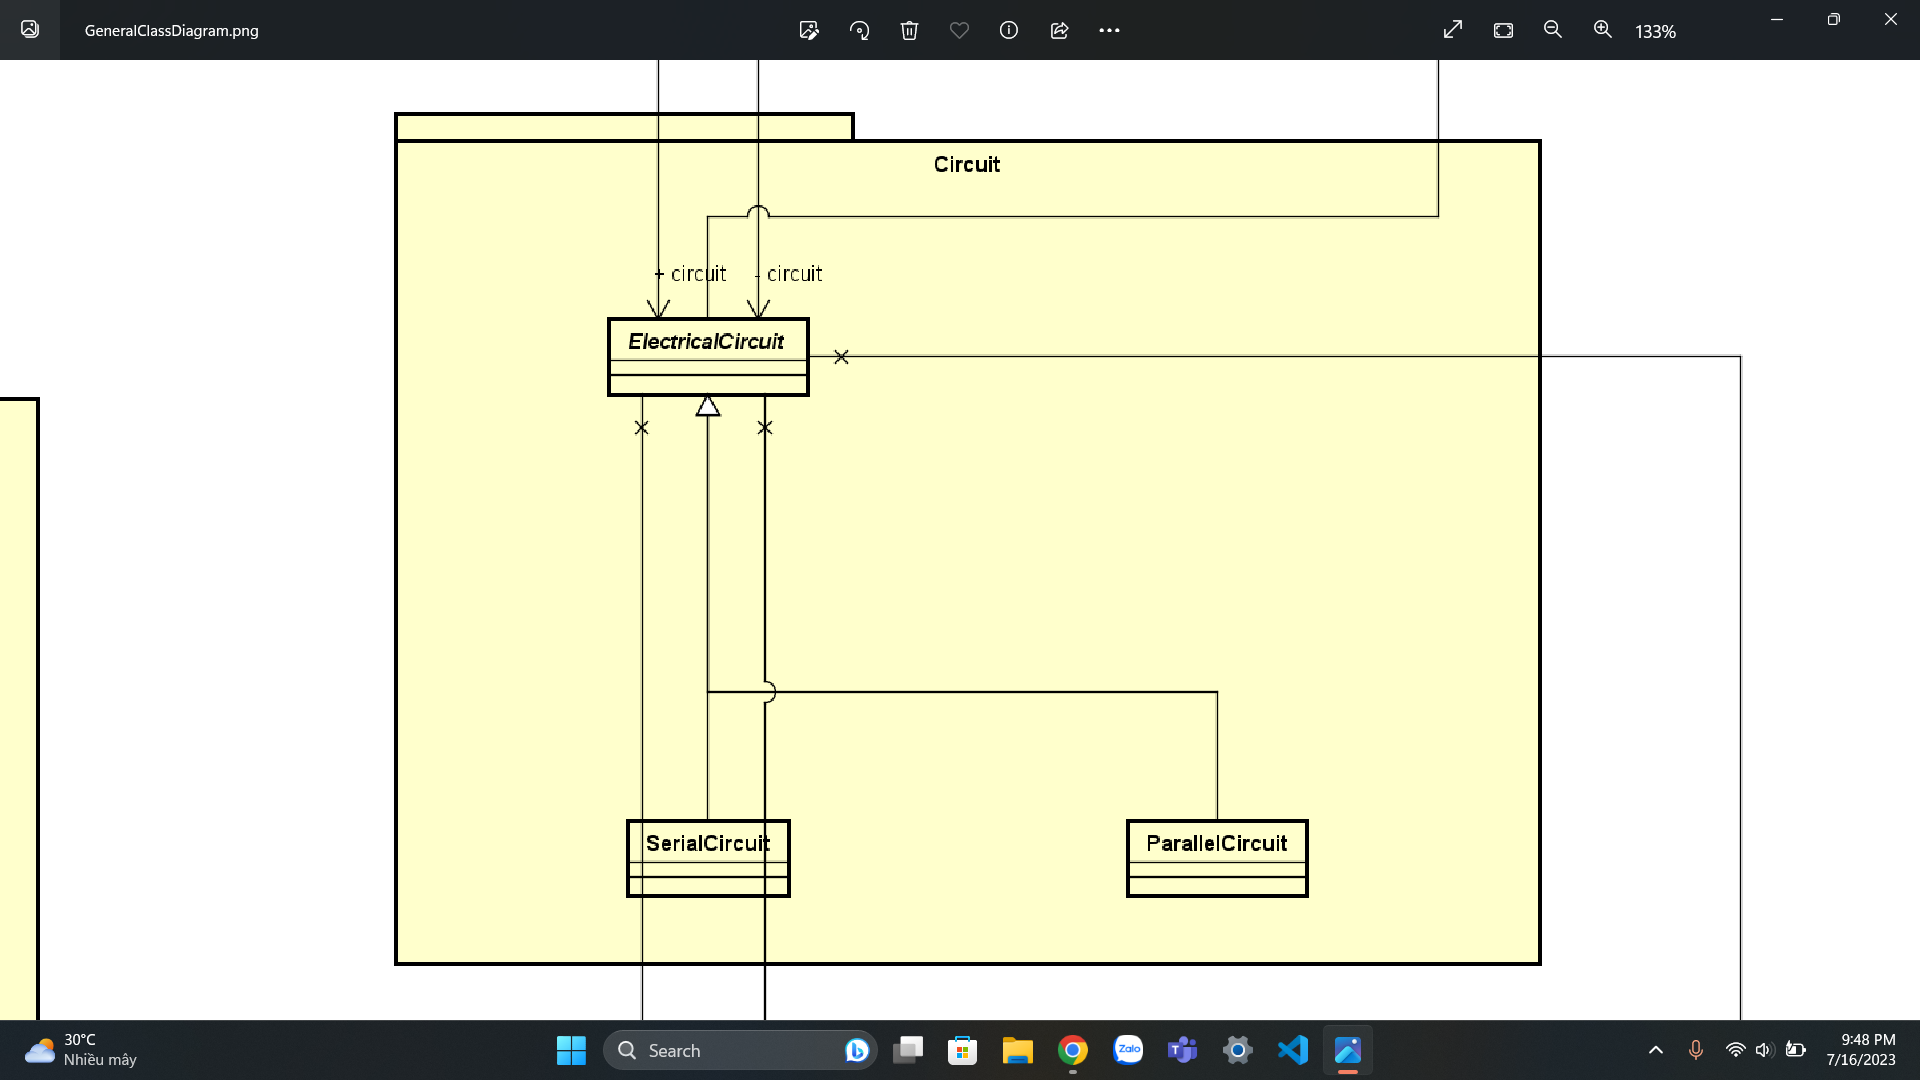 GeneralClassDiagram.png
133%
Circuit
+ circuit
- circuit
ElectricalCircuit
SerialCircuit
ParallelCircuit
30°C
Nhiều mây
Search
Zalo
9:48 PM
7/16/2023